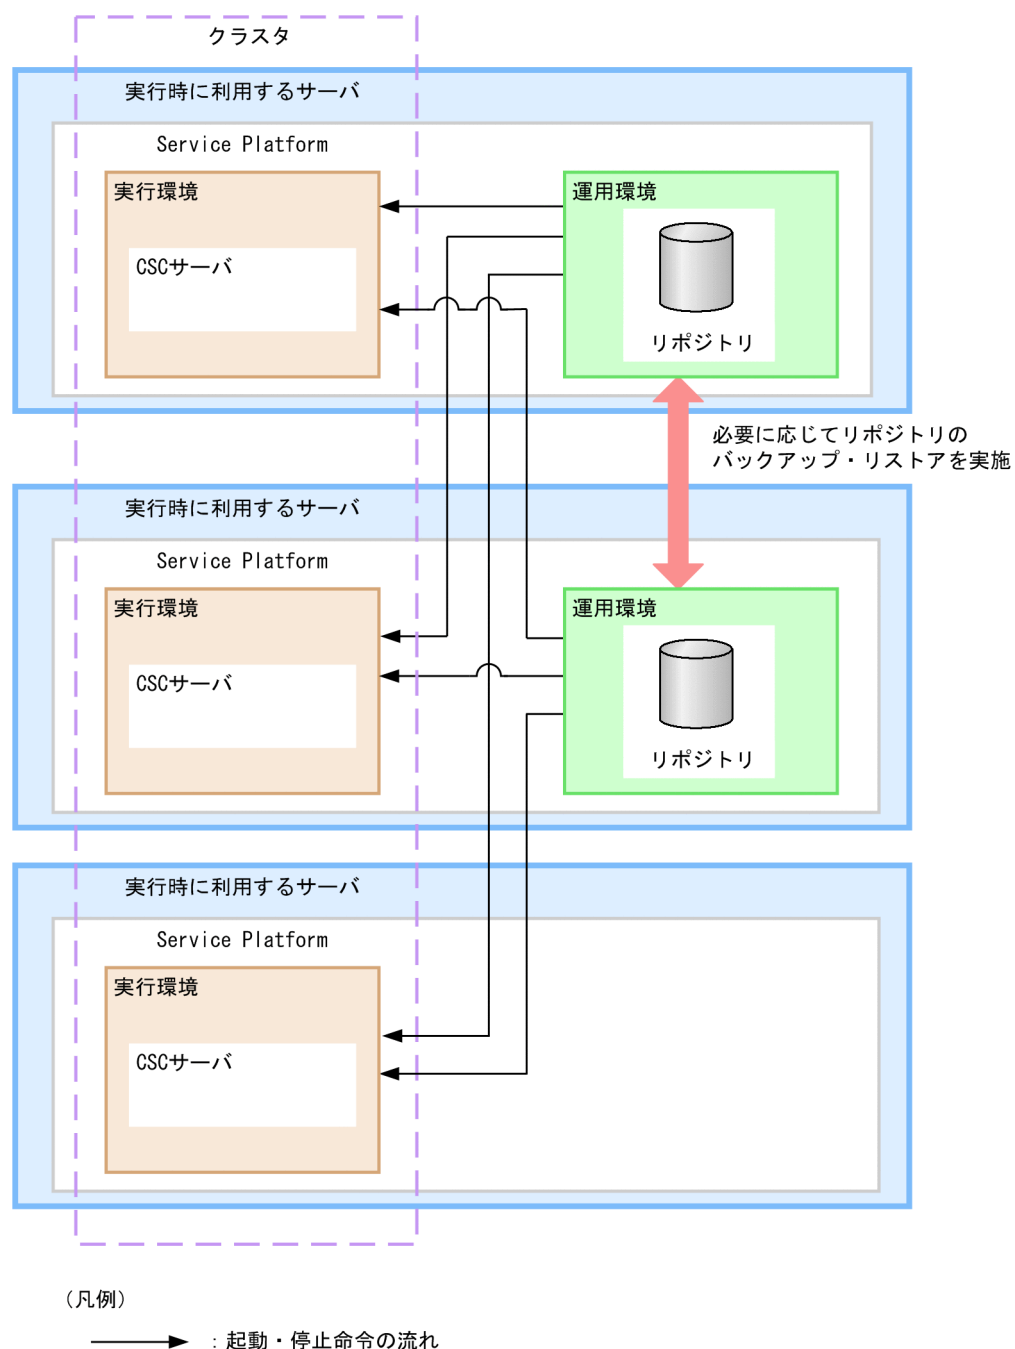 クラスタ
実行時に利用するサーバ
Service Platform
実行環境
運用環境
CSCサーバ
リポジトリ
必要に応じてリポジトリの
バックアップ・リストアを実施
実行時に利用するサーバ
Service Platform
実行環境
運用環境
CSCサーバ
リポジトリ
実行時に利用するサーバ
Service Platform
実行環境
CSCサーバ
（凡例）
：起動・停止命令の流れ